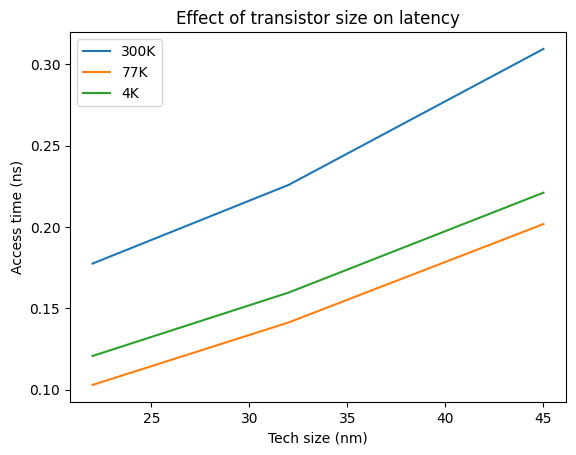 Effect of transistor size on latency
300K
77K
4K
Access time (ns)
0.30
0.25
0.20
0.15
0.10
25
30
35
40
45
Tech size (nm)